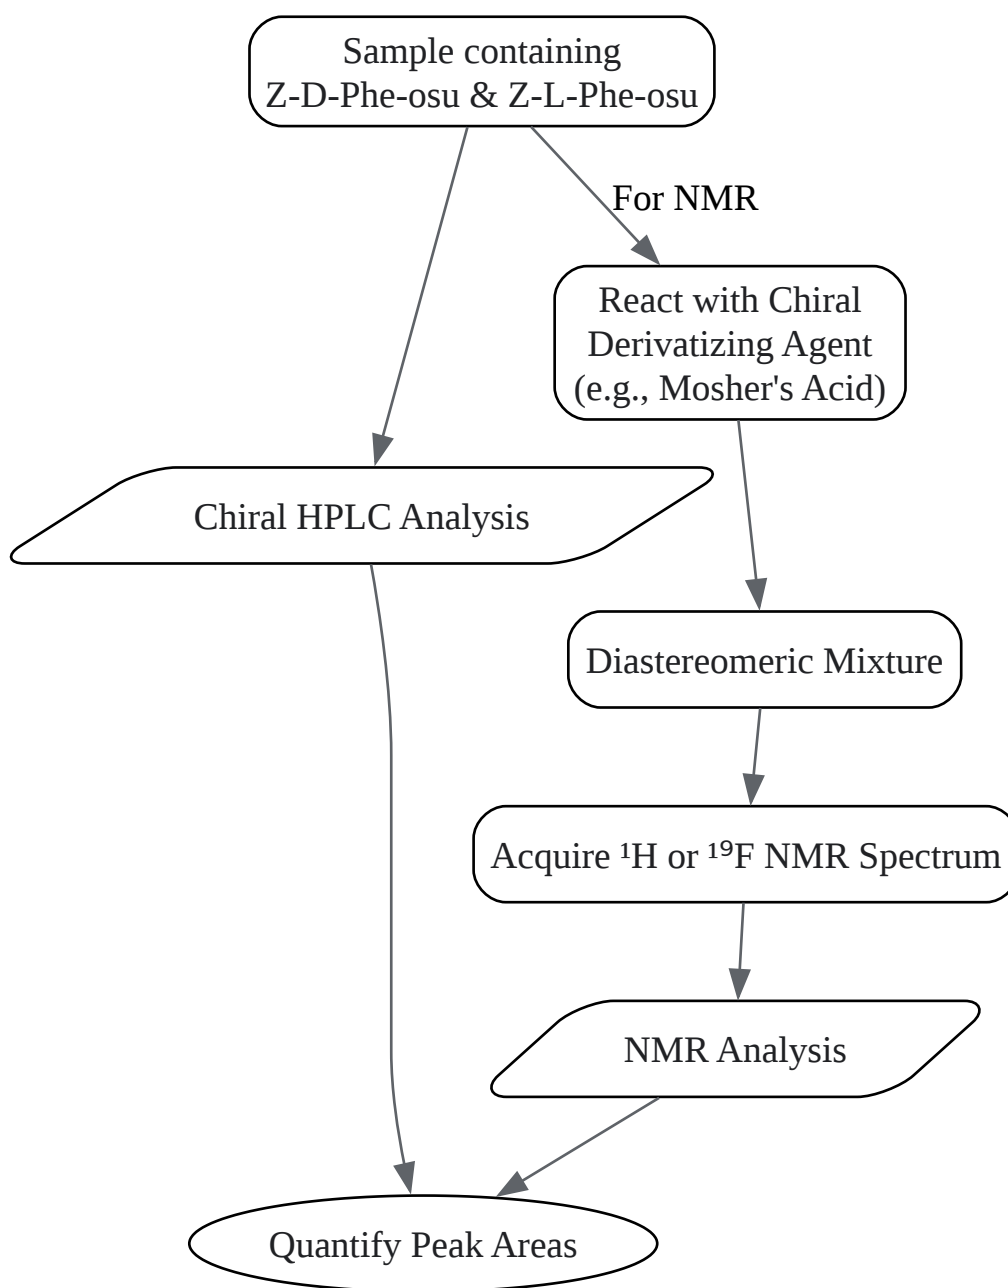 Sample containing
Z-D-Phe-osu & Z-L-Phe-osu
For NMR
React with Chiral
Derivatizing Agent
(e.g., Mosher's Acid)
Chiral HPLC Analysis
Diastereomeric Mixture
Acquire ¹H or ¹⁹F NMR Spectrum
NMR Analysis
Quantify Peak Areas